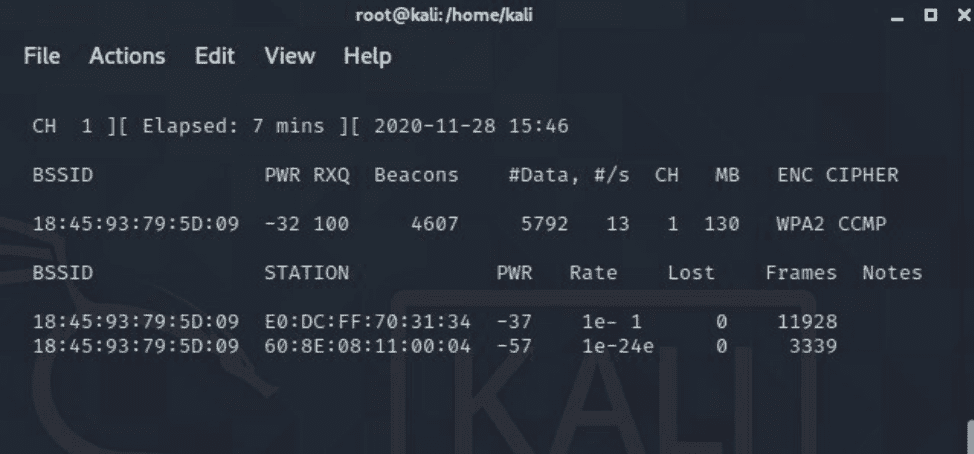 root@kali:/home/kali
File Actions Edit View Help
CH 1 ][ Elapsed: 7 mins ][ 2020-11-28 15:46
BSSID PWR RXQ Beacons #Data, #/s CH MB ENC CIPHER
18:45:93:79:5D:09 -32 100 4607 5792 13 1 130 WPA2 CCMP
BSSID STATION PWR Rate Lost Frames Notes
18:45:93:79:5D:09 E0:DC:FF:70:31:34 -37 1e- 1 0 11928
18:45:93:79:5D:09 60:8E:08:11:00:04 -57 1e-24e 0 3339
KALI